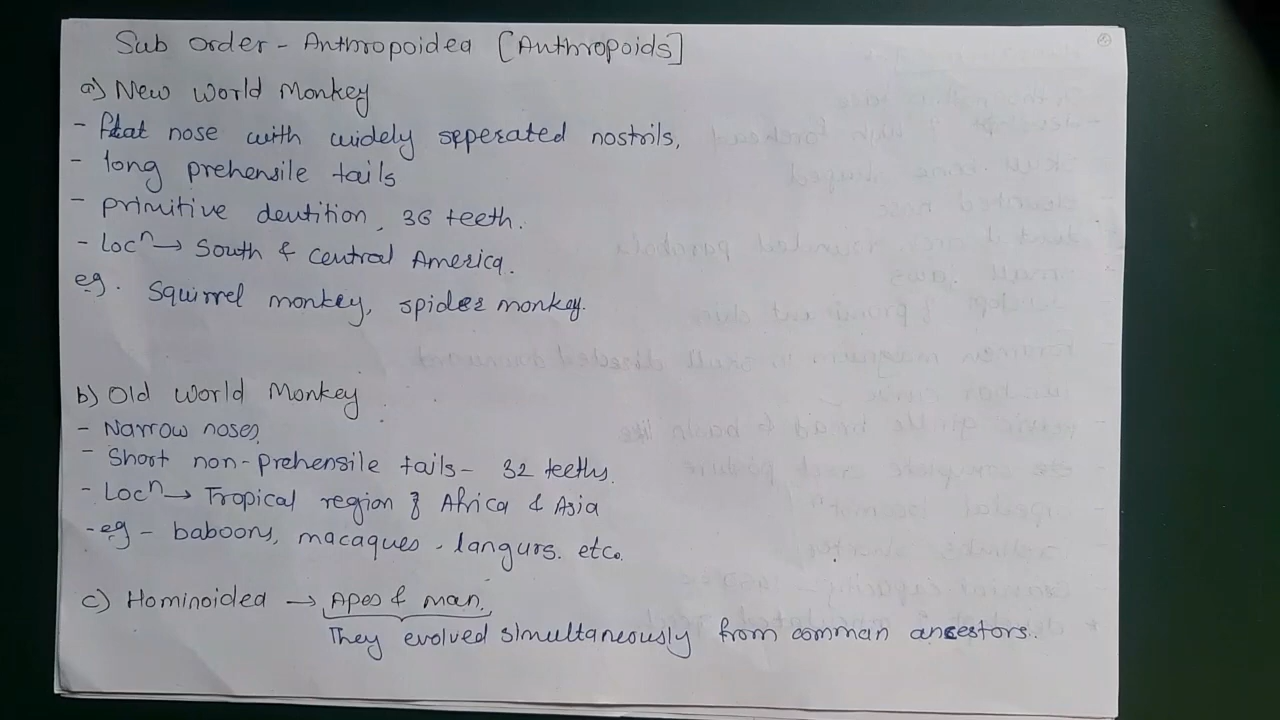 Sub order - Anthropoidea [Anthropoids]
a) New World Monkey
- flat nose with widely seperated nostrils,
- long prehensile tails
- primitive dentition, 36 teeth.
- Locⁿ → South & Central America.
eg. Squirrel monkey, spider monkey.
b) Old World Monkey
- Narrow noses,
- Short non-prehensile tails - 32 teeths.
- Locⁿ → Tropical region of Africa & Asia
- eg - baboons, macaques, langurs. etc.
c) Hominoidea → Apes & man.
They evolved simultaneously from comman ancestors.